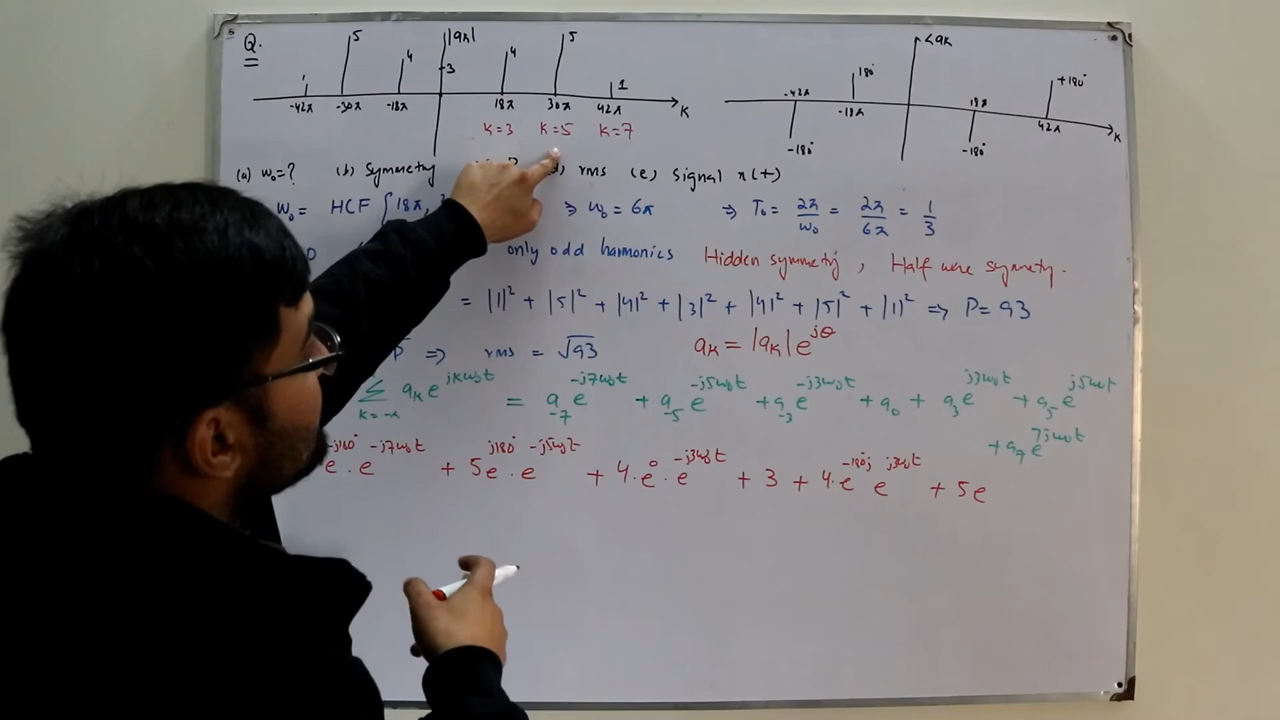 Q.
|aₖ|
5 4 3 4 5 1
-42π -30π -18π 18π 30π 42π K
K=3 K=5 K=7
<aₖ
180° +180°
-42π -18π 18π 42π K
-180° -180°
(a) ω₀=? (b) Symmetry rms (e) Signal x(t)
ω₀= HCF [18π, ⇒ ω₀ = 6π ⇒ T₀= 2π/ω₀ = 2π/6π = 1/3
only odd harmonics Hidden symmetry, Half wave symmetry.
= |1|² + |5|² + |4|² + |3|² + |4|² + |5|² + |1|² ⇒ P= 93
P ⇒ rms = √93 aₖ = |aₖ| e^jθ
∑ K=-∞ aₖ e^jkω₀t = a₋₇ e^-j7ω₀t + a₋₅ e^-j5ω₀t + a₋₃ e^-j3ω₀t + a₀ + a₃ e^j3ω₀t + a₅ e^j5ω₀t
+ a₇ e^7jω₀t
e^-j180° . e^-j7ω₀t + 5e^j180° . e^-j5ω₀t + 4. e^0 . e^-j3ω₀t + 3 + 4. e^-180j e^j3ω₀t + 5e